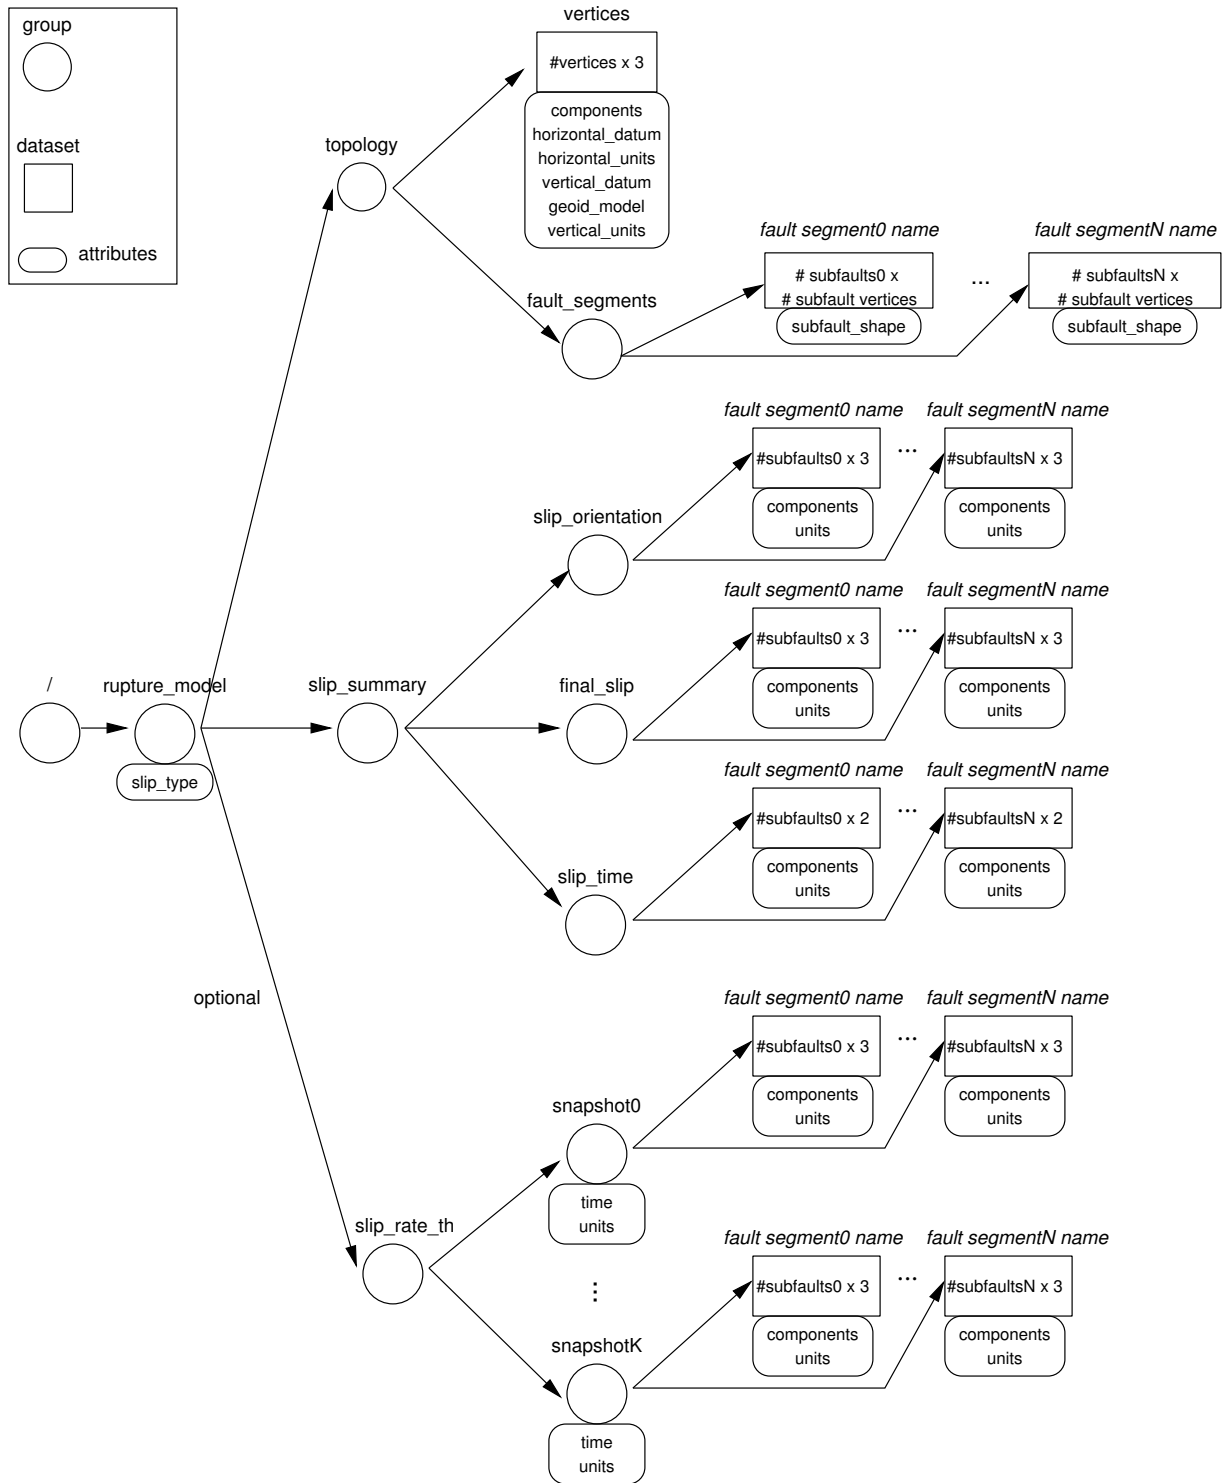 group
dataset
attributes
vertices
#vertices x 3
components
horizontal_datum
horizontal_units
vertical_datum
geoid_model
vertical_units
topology
fault_segments
fault segment0 name
# subfaults0 x
# subfault vertices
subfault_shape
...
fault segmentN name
# subfaultsN x
# subfault vertices
subfault_shape
/
rupture_model
slip_type
slip_summary
slip_orientation
fault segment0 name
#subfaults0 x 3
components
units
...
fault segmentN name
#subfaultsN x 3
components
units
final_slip
fault segment0 name
#subfaults0 x 3
components
units
...
fault segmentN name
#subfaultsN x 3
components
units
slip_time
fault segment0 name
#subfaults0 x 2
components
units
...
fault segmentN name
#subfaultsN x 2
components
units
optional
slip_rate_th
snapshot0
time
units
fault segment0 name
#subfaults0 x 3
components
units
...
fault segmentN name
#subfaultsN x 3
components
units
...
snapshotK
time
units
fault segment0 name
#subfaults0 x 3
components
units
...
fault segmentN name
#subfaultsN x 3
components
units